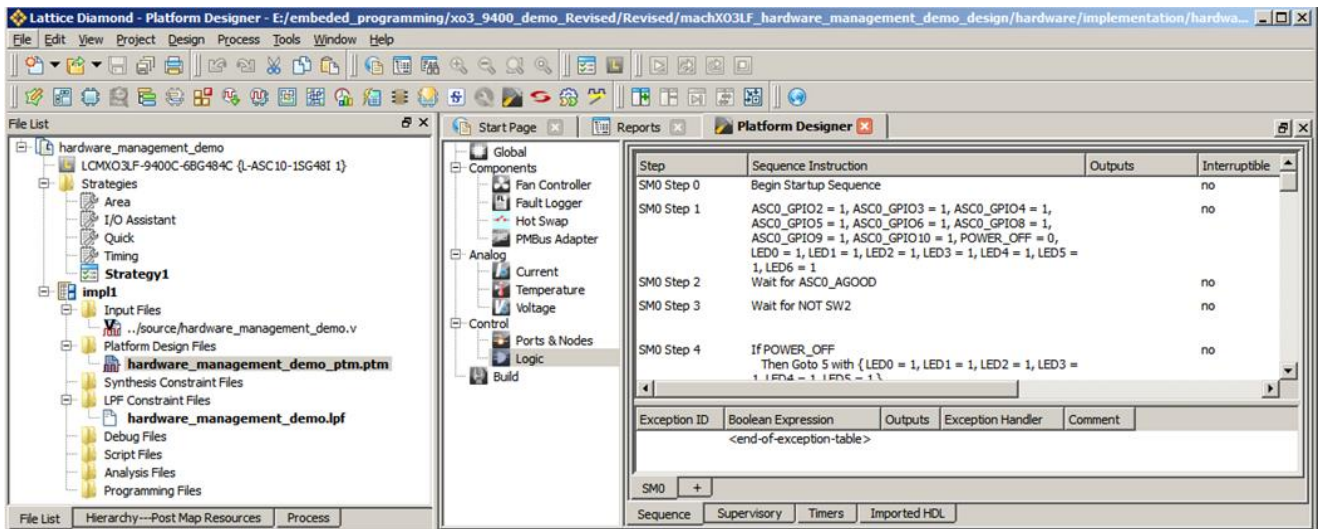 Lattice Diamond - Platform Designer - E:/embeded_programming/xo3_9400_demo_Revised/Revised/machXO3LF_hardware_management_demo_design/hardware/implementation/hardwa...
File Edit View Project Design Process Tools Window Help
File List
hardware_management_demo
LCMXO3LF-9400C-6BG484C {L-ASC10-1SG48I 1}
Strategies
Area
I/O Assistant
Quick
Timing
Strategy1
impl1
Input Files
../source/hardware_management_demo.v
Platform Design Files
hardware_management_demo_ptm.ptm
Synthesis Constraint Files
LPF Constraint Files
hardware_management_demo.lpf
Debug Files
Script Files
Analysis Files
Programming Files
File List Hierarchy---Post Map Resources Process
Start Page Reports Platform Designer
Global
Components
Fan Controller
Fault Logger
Hot Swap
PMBus Adapter
Analog
Current
Temperature
Voltage
Control
Ports & Nodes
Logic
Build
Step Sequence Instruction Outputs Interruptible
SM0 Step 0 Begin Startup Sequence no
SM0 Step 1 ASC0_GPIO2 = 1, ASC0_GPIO3 = 1, ASC0_GPIO4 = 1, no
ASC0_GPIO5 = 1, ASC0_GPIO6 = 1, ASC0_GPIO8 = 1,
ASC0_GPIO9 = 1, ASC0_GPIO10 = 1, POWER_OFF = 0,
LED0 = 1, LED1 = 1, LED2 = 1, LED3 = 1, LED4 = 1, LED5 =
1, LED6 = 1
SM0 Step 2 Wait for ASC0_AGOOD no
SM0 Step 3 Wait for NOT SW2 no
SM0 Step 4 If POWER_OFF no
Then Goto 5 with { LED0 = 1, LED1 = 1, LED2 = 1, LED3 =
1, LED4 = 1, LED5 = 1 }
Exception ID Boolean Expression Outputs Exception Handler Comment
<end-of-exception-table>
SM0 +
Sequence Supervisory Timers Imported HDL